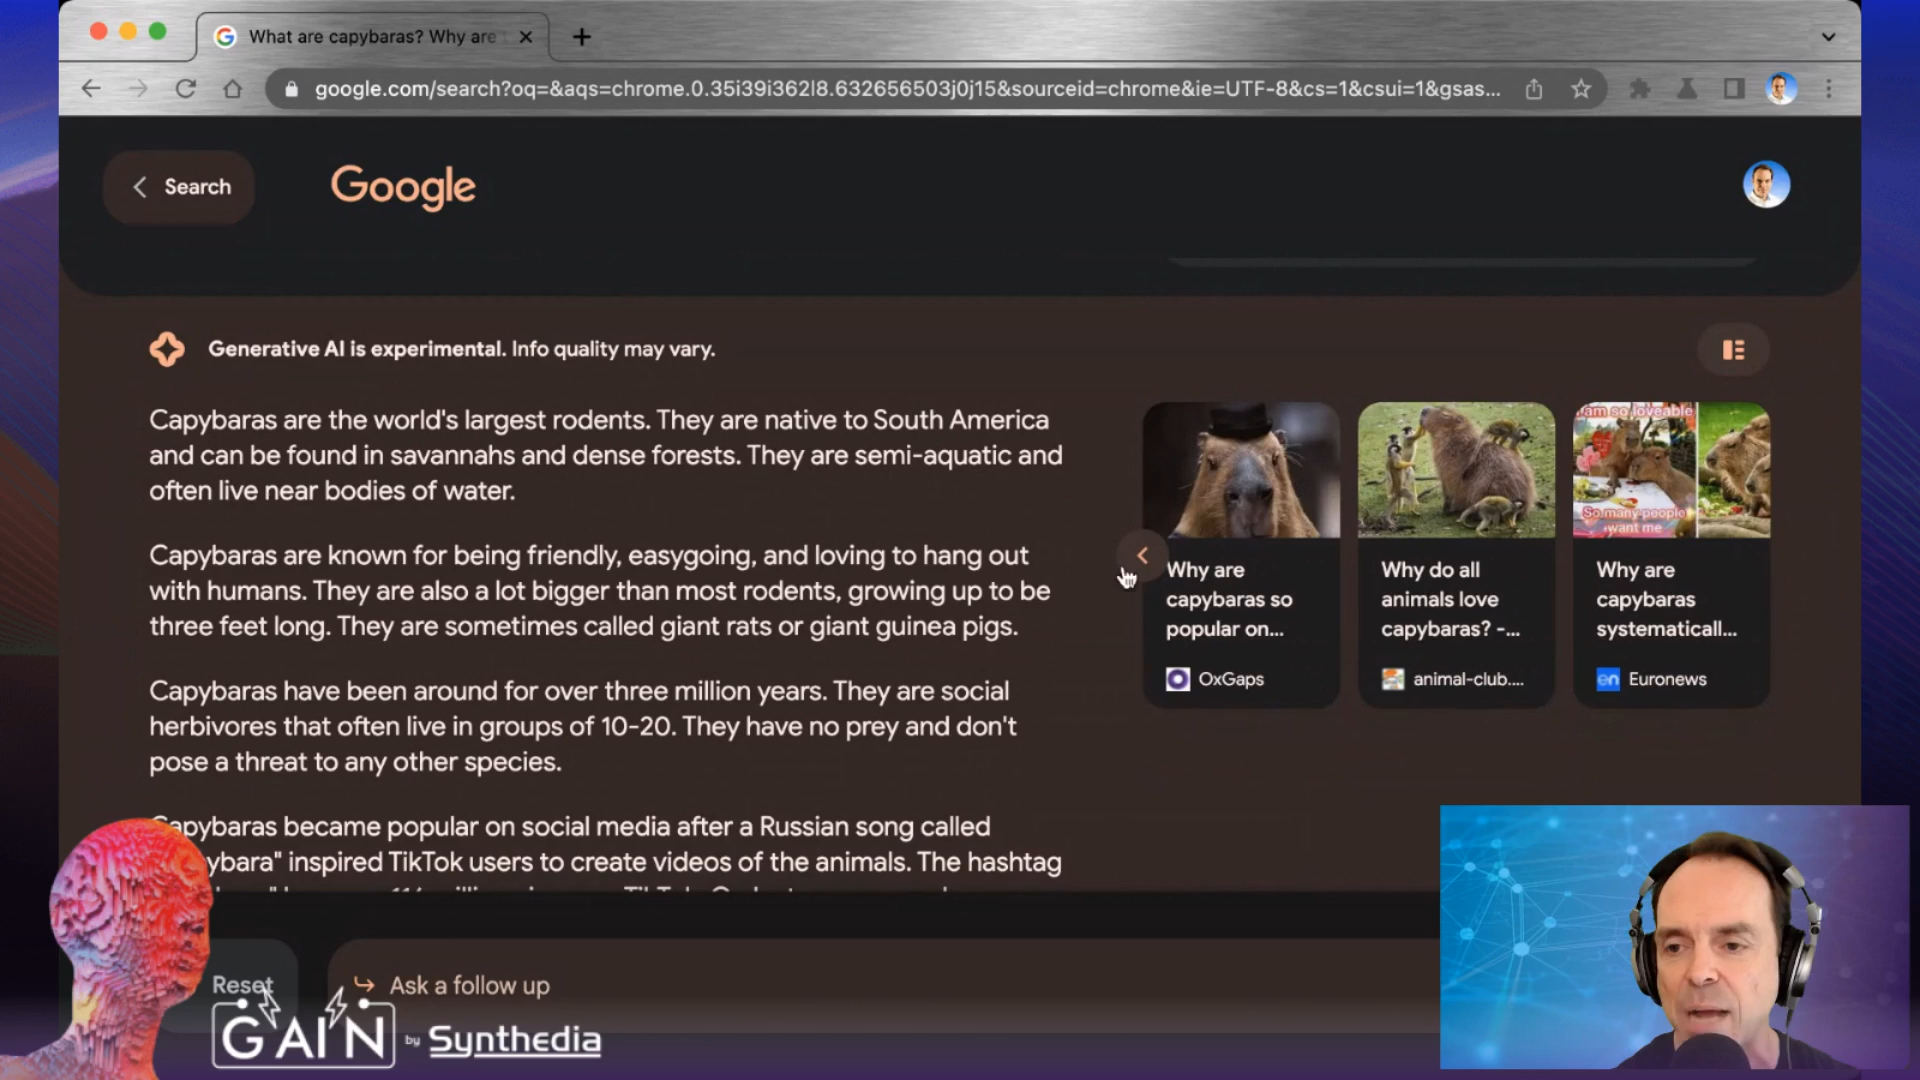 What are capybaras? Why are
google.com/search?oq=&aqs=chrome.0.35i39i362l8.632656503j0j15&sourceid=chrome&ie=UTF-8&cs=1&csui=1&gsas...
Search
Google
Generative AI is experimental. Info quality may vary.
Capybaras are the world's largest rodents. They are native to South America
and can be found in savannahs and dense forests. They are semi-aquatic and
often live near bodies of water.
Capybaras are known for being friendly, easygoing, and loving to hang out
with humans. They are also a lot bigger than most rodents, growing up to be
three feet long. They are sometimes called giant rats or giant guinea pigs.
Capybaras have been around for over three million years. They are social
herbivores that often live in groups of 10-20. They have no prey and don't
pose a threat to any other species.
Capybaras became popular on social media after a Russian song called
ybara" inspired TikTok users to create videos of the animals. The hashtag
am so loveable
So many people
want me
Why are
capybaras so
popular on...
OxGaps
Why do all
animals love
capybaras? -...
animal-club....
Why are
capybaras
systematicall...
en Euronews
Reset
Ask a follow up
GAIN by Synthedia